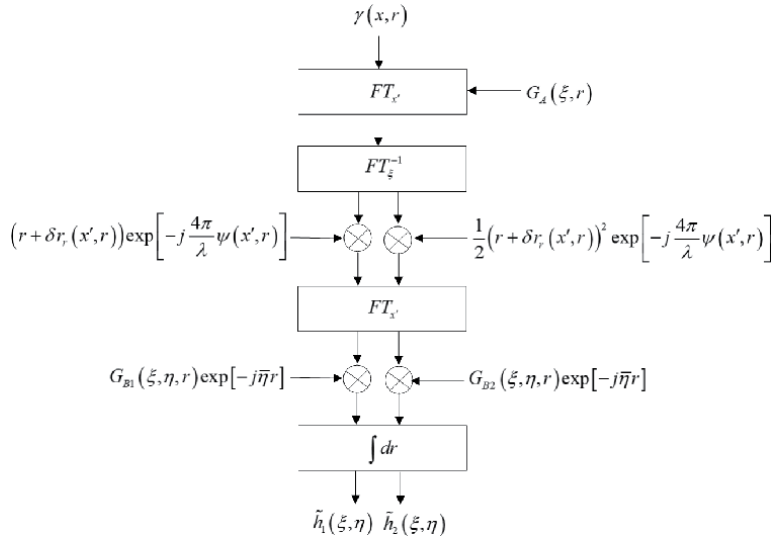 γ(x,r)
FT_{x'}
G_A(ξ,r)
FT_ξ^{-1}
(r+δr_r(x',r))exp[-j 4π/λ ψ(x',r)]
1/2 (r+δr_r(x',r))^2 exp[-j 4π/λ ψ(x',r)]
FT_{x'}
G_{B1}(ξ,η,r)exp[-jη̅r]
G_{B2}(ξ,η,r)exp[-jη̅r]
∫dr
h̃_1(ξ,η) h̃_2(ξ,η)